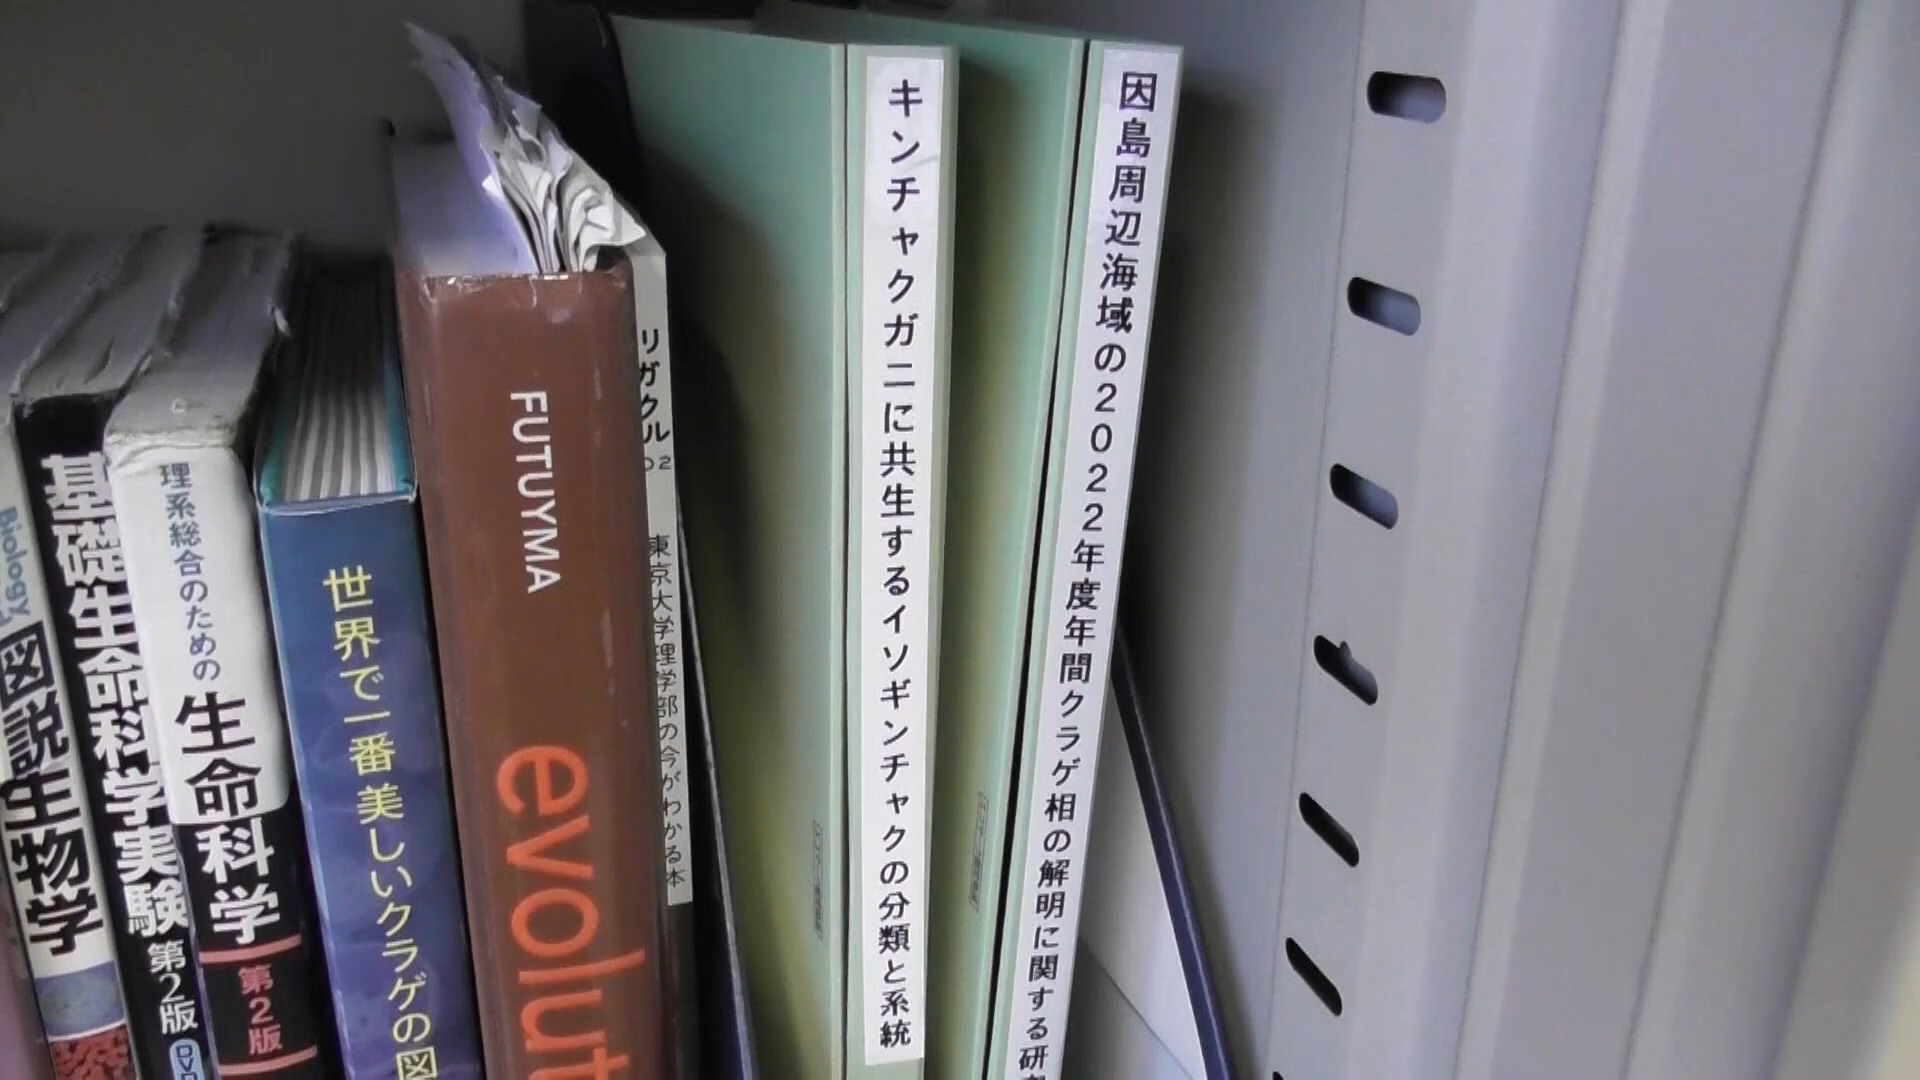 Biology
図説生物学
基礎生命科学実験
第2版
DVD
理系総合のための
生命科学
第2版
世界で一番美しいクラゲの図
FUTUYMA
evolut
リガクル
02
東京大学理学部の今がわかる本
キンチャクガニに共生するイソギンチャクの分類と系統
因島周辺海域の2022年度年間クラゲ相の解明に関する研